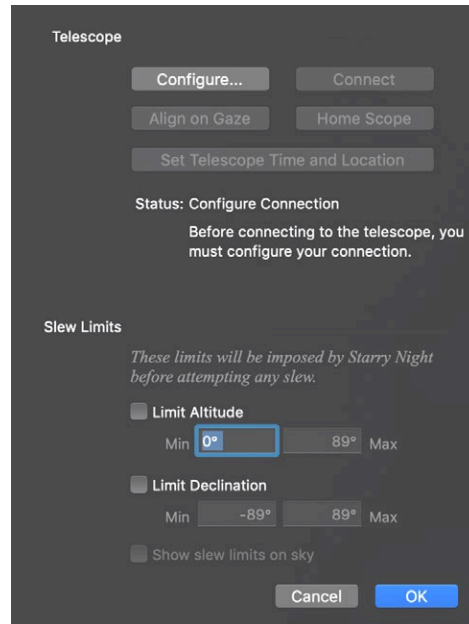 Telescope
Configure... Connect
Align on Gaze Home Scope
Set Telescope Time and Location
Status: Configure Connection
Before connecting to the telescope, you
must configure your connection.
Slew Limits
These limits will be imposed by Starry Night
before attempting any slew.
Limit Altitude
Min 0° 89° Max
Limit Declination
Min -89° 89° Max
Show slew limits on sky
Cancel OK